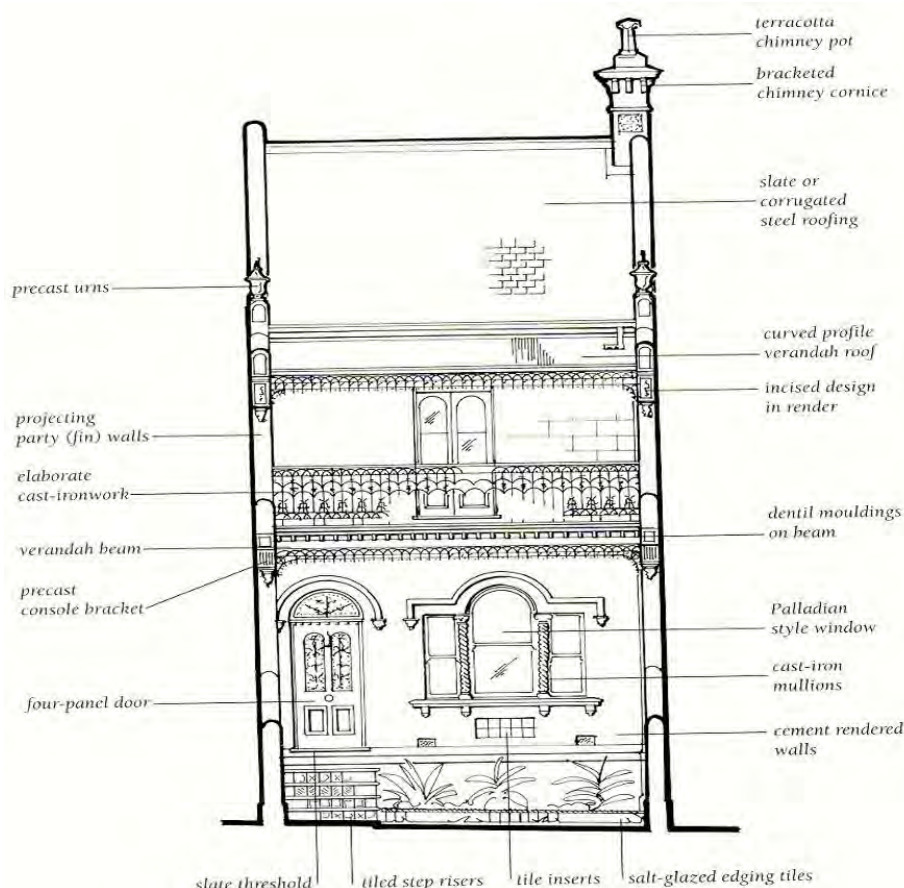 terracotta
chimney pot
bracketed
chimney cornice
slate or
corrugated
steel roofing
precast urns
curved profile
verandah roof
incised design
in render
projecting
party (fin) walls
elaborate
cast-ironwork
dentil mouldings
on beam
verandah beam
precast
console bracket
Palladian
style window
cast-iron
mullions
four-panel door
cement rendered
walls
slate threshold
tiled step risers
tile inserts
salt-glazed edging tiles